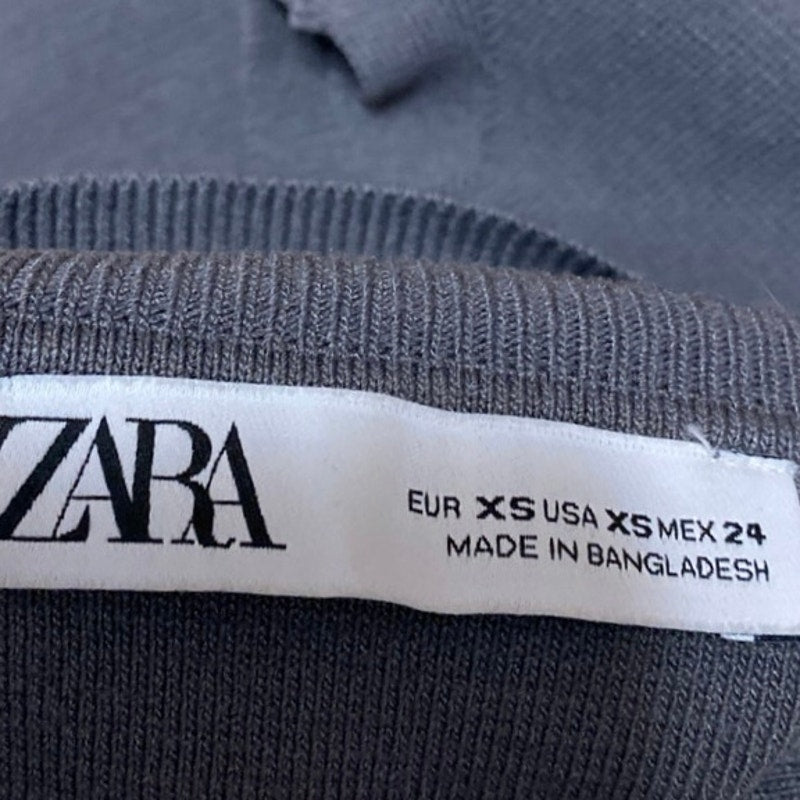 ZARA
EUR XS USA XS MEX 24
MADE IN BANGLADESH